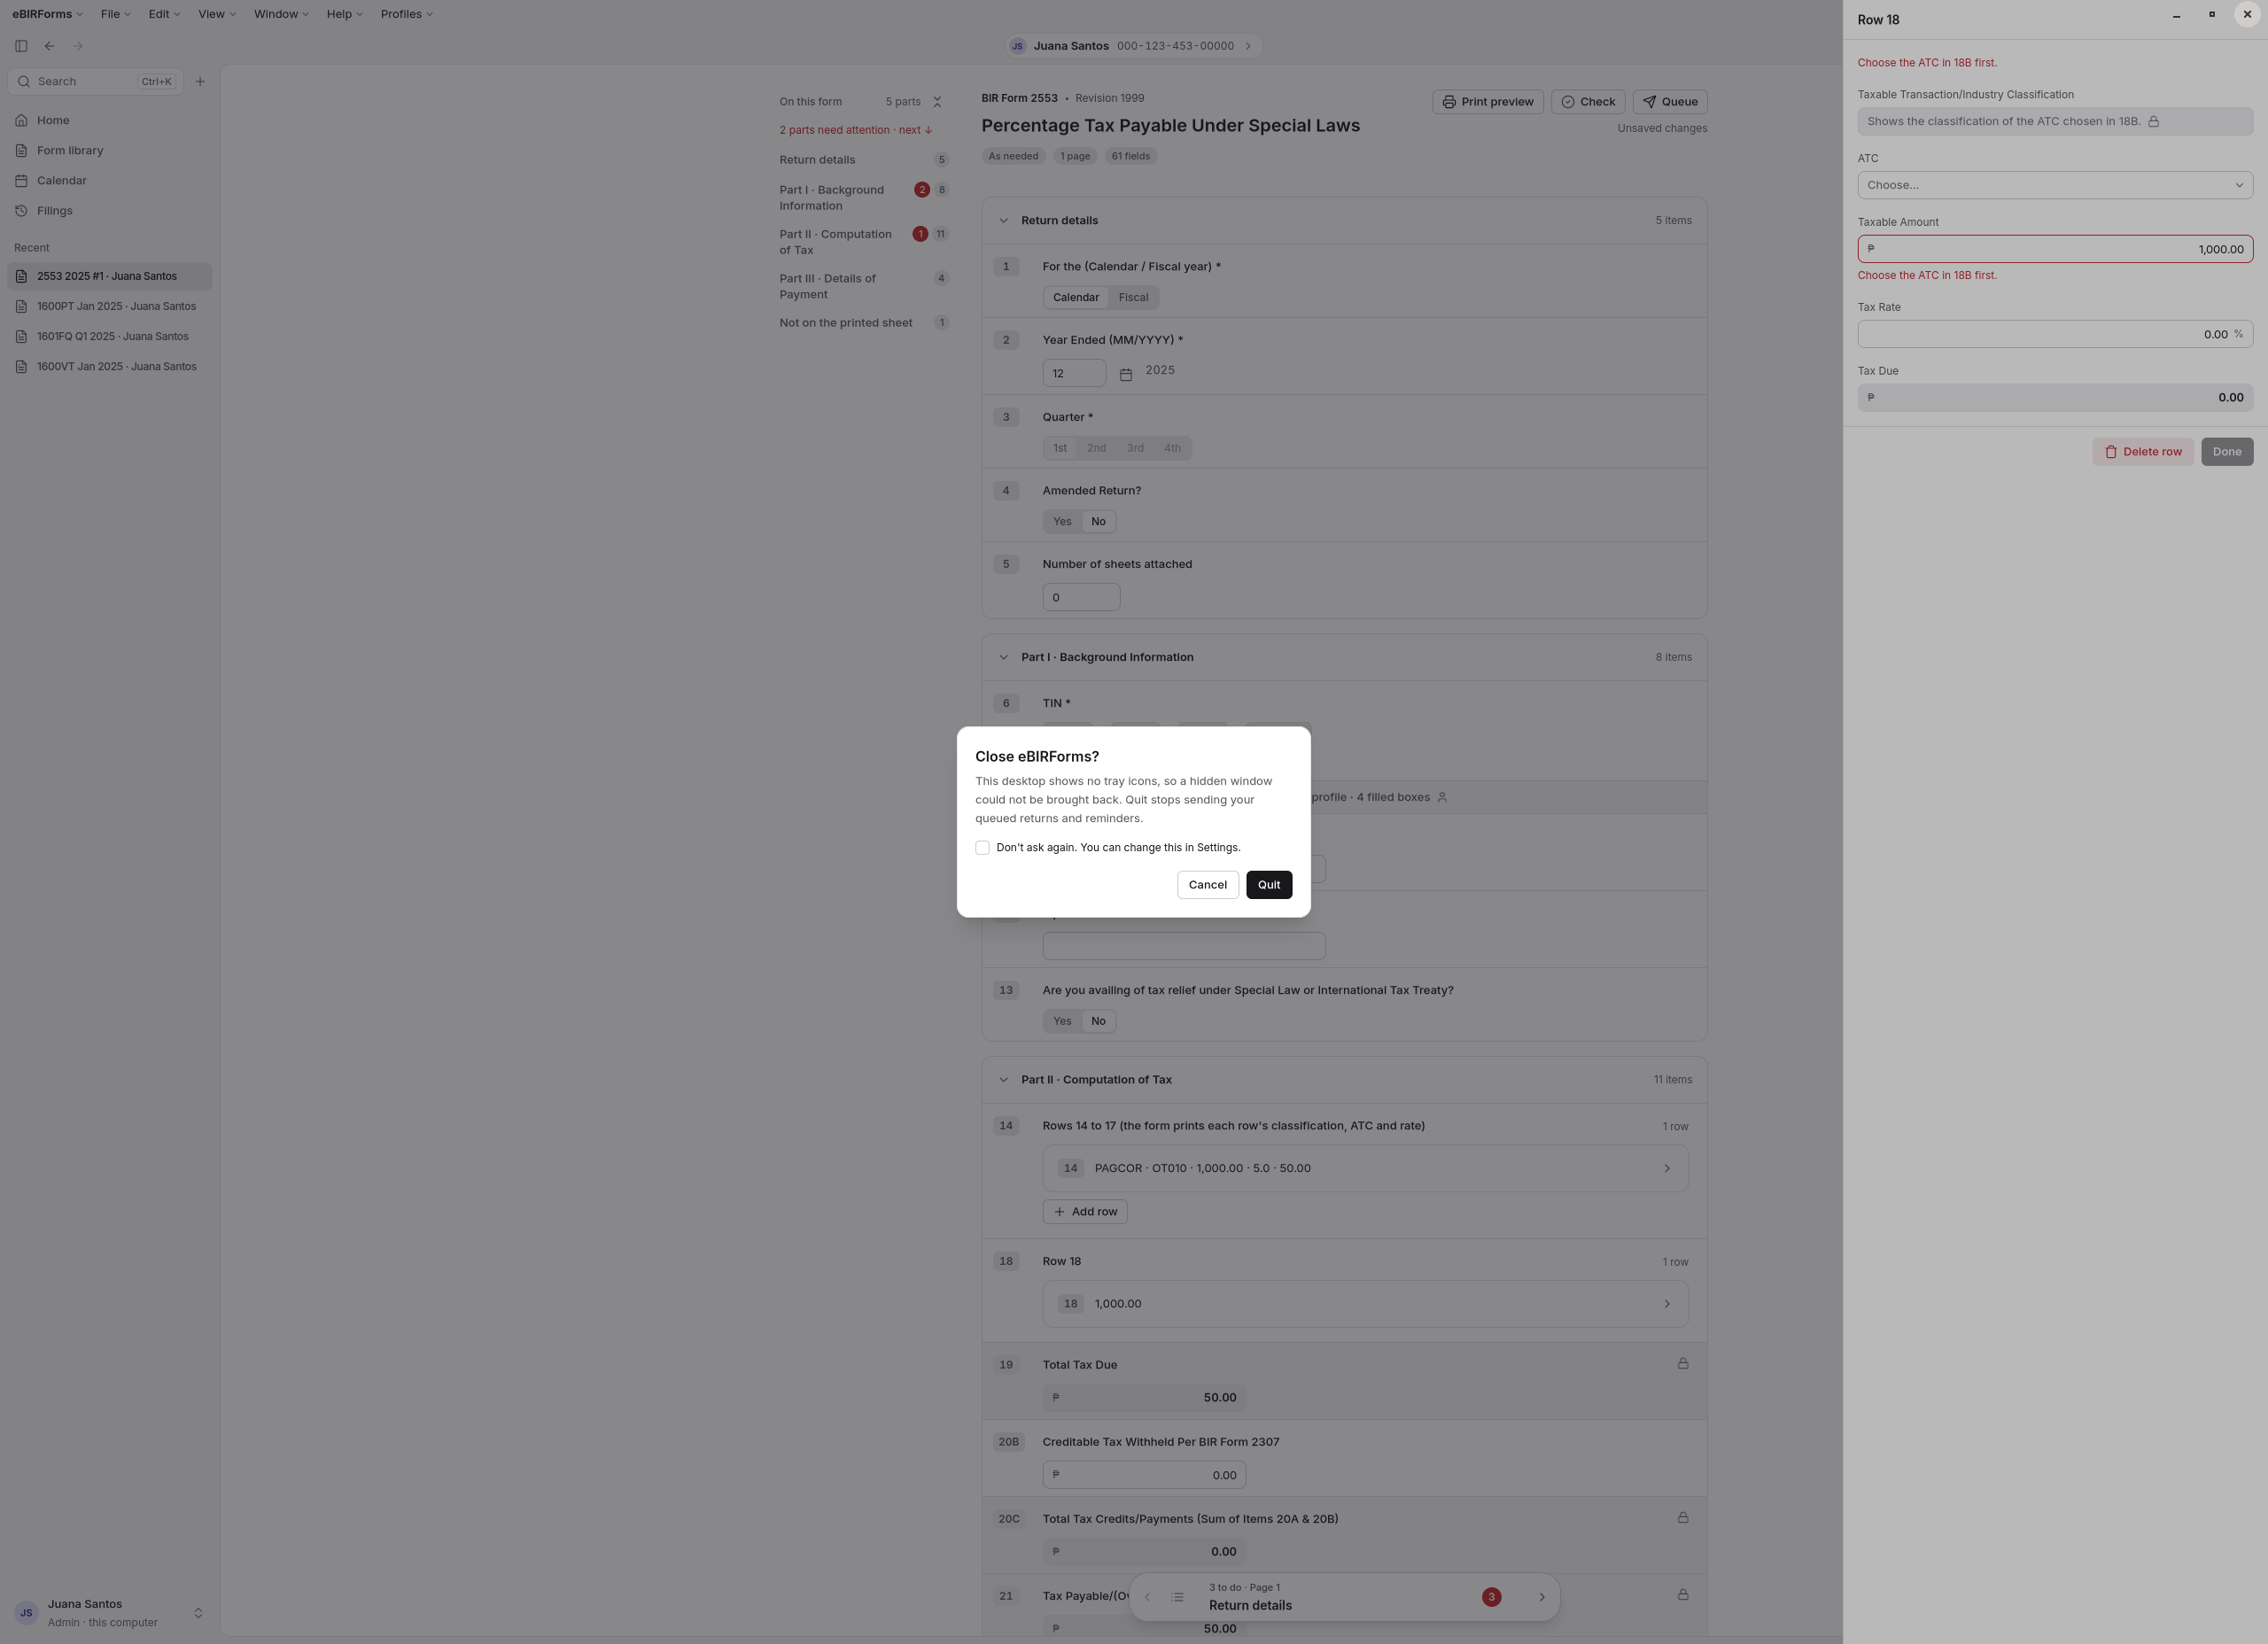 eBIRForms File Edit View Window Help Profiles
JS Juana Santos 000-123-453-00000
Search Ctrl+K
Home
Form library
Calendar
Filings
Recent
2553 2025 #1 · Juana Santos
1600PT Jan 2025 · Juana Santos
1601FQ Q1 2025 · Juana Santos
1600VT Jan 2025 · Juana Santos
JS Juana Santos
Admin · this computer
On this form 5 parts
2 parts need attention · next ↓
Return details 5
Part I · Background Information 2 8
Part II · Computation of Tax 1 11
Part III · Details of Payment 4
Not on the printed sheet 1
BIR Form 2553 • Revision 1999
Percentage Tax Payable Under Special Laws
As needed 1 page 61 fields
Print preview Check Queue
Unsaved changes
Return details 5 items
1 For the (Calendar / Fiscal year) *
Calendar Fiscal
2 Year Ended (MM/YYYY) *
12 2025
3 Quarter *
1st 2nd 3rd 4th
4 Amended Return?
Yes No
5 Number of sheets attached
0
Part I · Background Information 8 items
6 TIN *
profile · 4 filled boxes
Close eBIRForms?
This desktop shows no tray icons, so a hidden window
could not be brought back. Quit stops sending your
queued returns and reminders.
Don't ask again. You can change this in Settings.
Cancel Quit
13 Are you availing of tax relief under Special Law or International Tax Treaty?
Yes No
Part II · Computation of Tax 11 items
14 Rows 14 to 17 (the form prints each row's classification, ATC and rate) 1 row
14 PAGCOR · OT010 · 1,000.00 · 5.0 · 50.00
Add row
18 Row 18 1 row
18 1,000.00
19 Total Tax Due
₱ 50.00
20B Creditable Tax Withheld Per BIR Form 2307
₱ 0.00
20C Total Tax Credits/Payments (Sum of Items 20A & 20B)
₱ 0.00
21 Tax Payable/
₱ 50.00
3 to do · Page 1
Return details 3
Row 18
Choose the ATC in 18B first.
Taxable Transaction/Industry Classification
Shows the classification of the ATC chosen in 18B.
ATC
Choose...
Taxable Amount
₱ 1,000.00
Choose the ATC in 18B first.
Tax Rate
0.00 %
Tax Due
₱ 0.00
Delete row Done